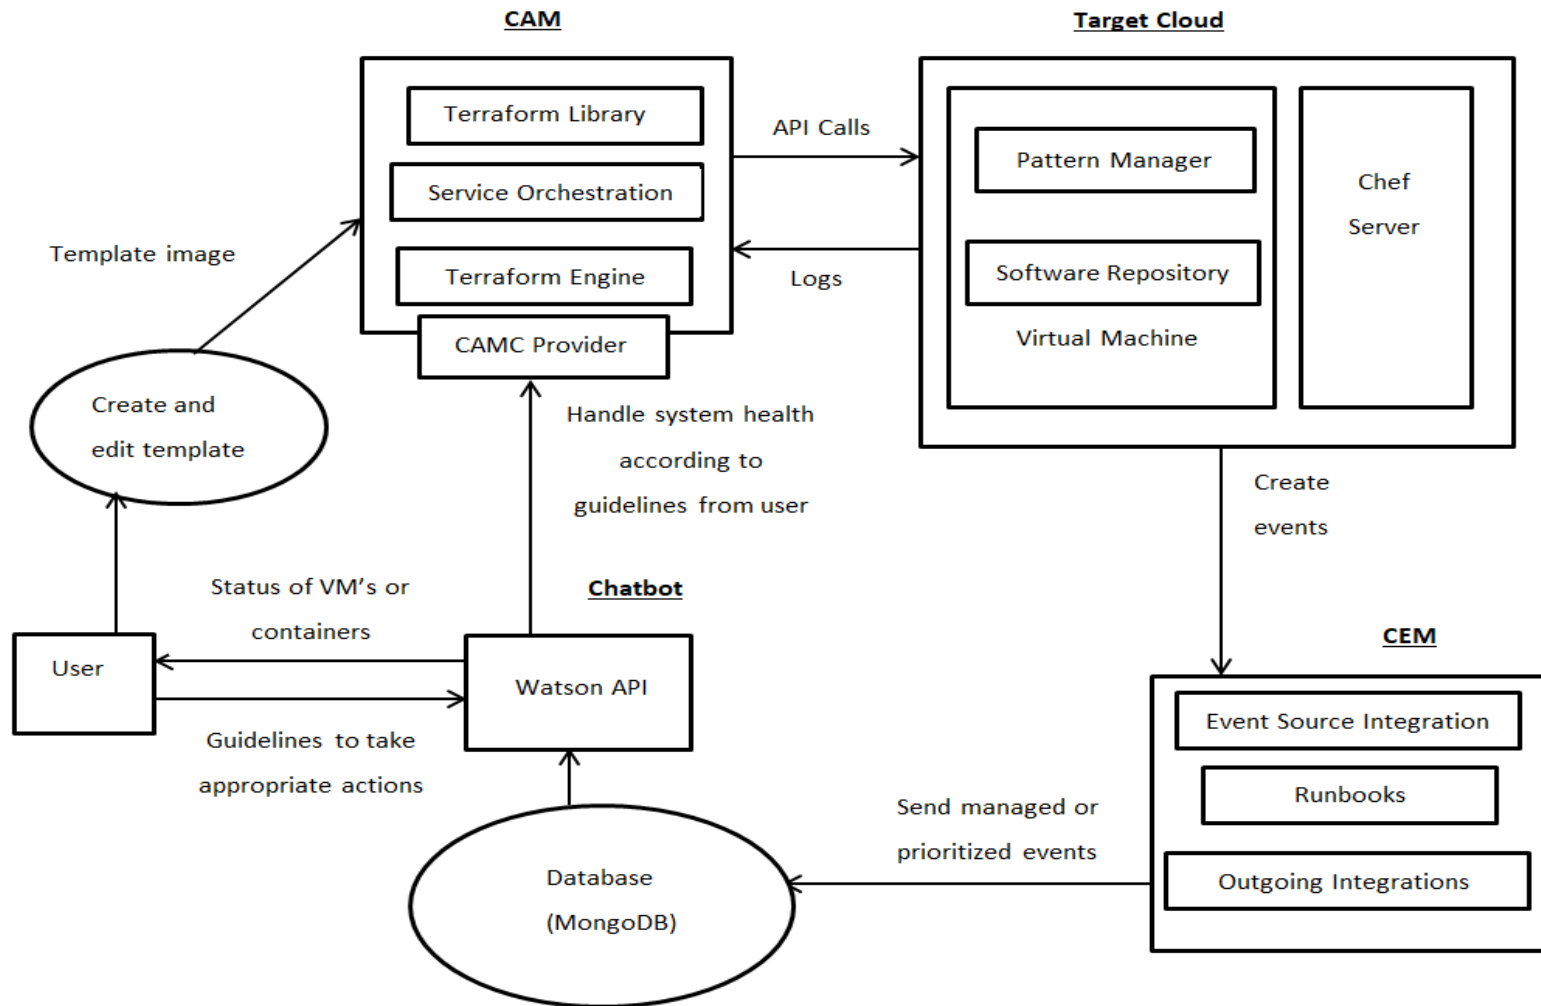 CAM
Target Cloud
Terraform Library
Service Orchestration
Terraform Engine
CAMC Provider
API Calls
Logs
Pattern Manager
Software Repository
Virtual Machine
Chef
Server
Template image
Create and
edit template
Handle system health
according to
guidelines from user
Create
events
Status of VM's or
containers
Chatbot
User
Watson API
Guidelines to take
appropriate actions
CEM
Event Source Integration
Runbooks
Outgoing Integrations
Send managed or
prioritized events
Database
(MongoDB)